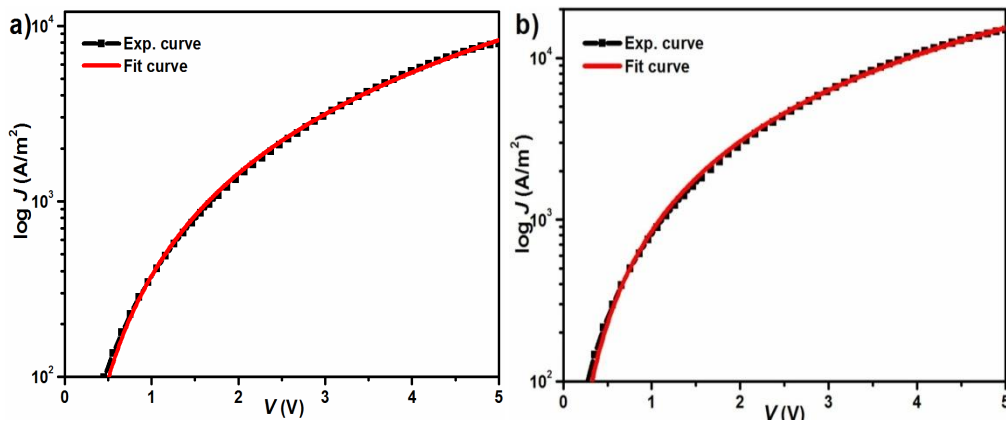 a)
Exp. curve
Fit curve
log J (A/m²)
10⁴
10³
10²
0 1 2 3 4 5
V (V)
b)
Exp. curve
Fit curve
log J (A/m²)
10⁴
10³
10²
0 1 2 3 4 5
V (V)